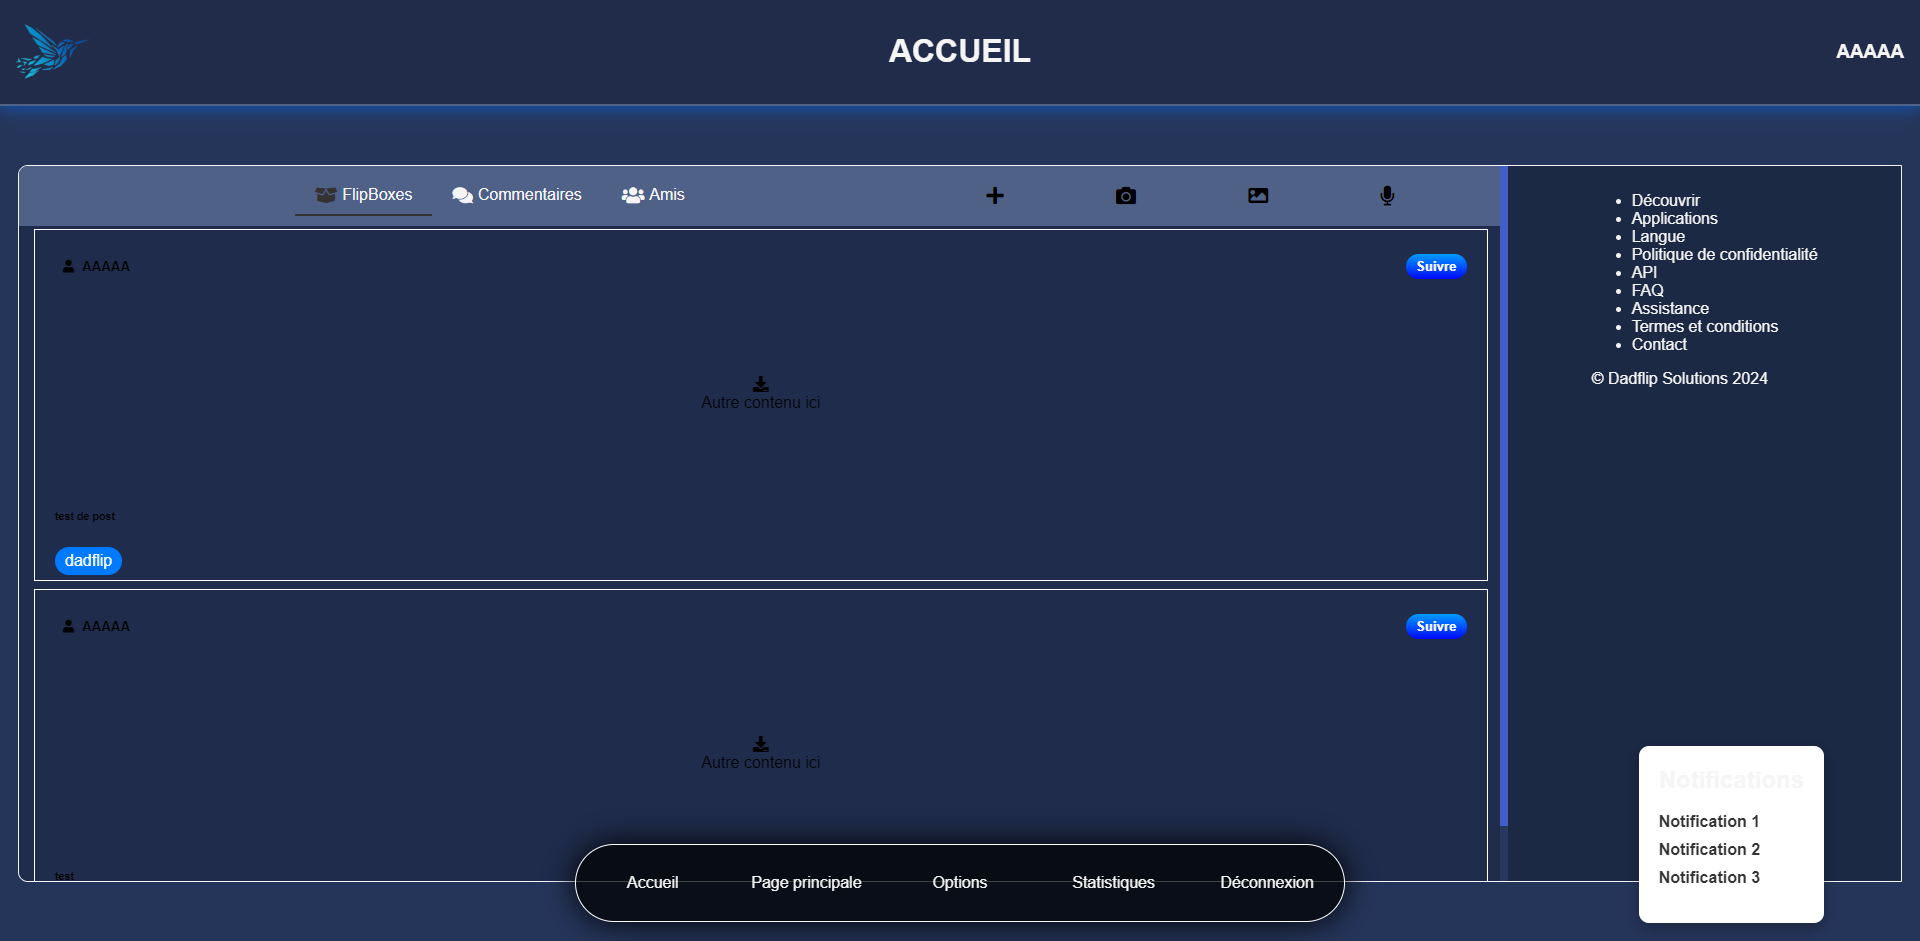 ACCUEIL
AAAAA
FlipBoxes
Commentaires
Amis
AAAAA
Suivre
Autre contenu ici
test de post
dadflip
AAAAA
Suivre
Autre contenu ici
test
Découvrir
Applications
Langue
Politique de confidentialité
API
FAQ
Assistance
Termes et conditions
Contact
© Dadflip Solutions 2024
Notifications
Notification 1
Notification 2
Notification 3
Accueil
Page principale
Options
Statistiques
Déconnexion